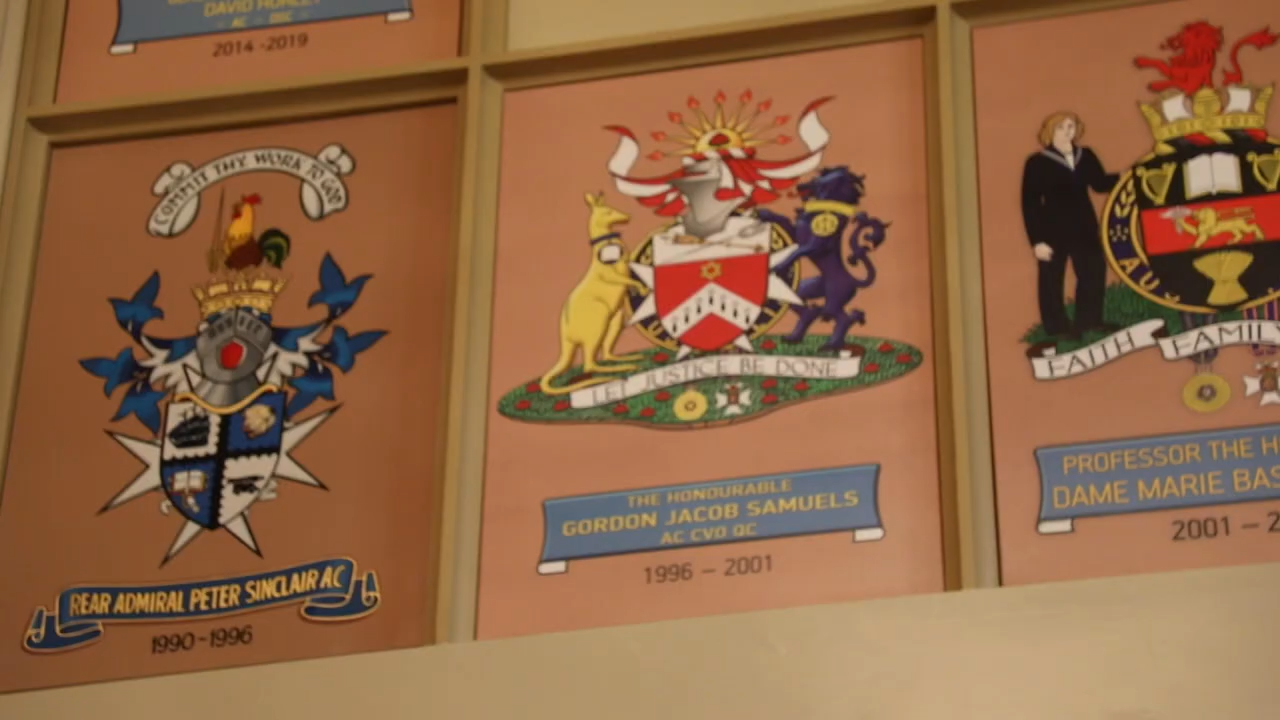 DAVID HURLEY
AC DSC
2014 -2019
COMMIT THY WORK TO GOD
REAR ADMIRAL PETER SINCLAIR AC
1990-1996
LET JUSTICE BE DONE
THE HONOURABLE
GORDON JACOB SAMUELS
AC CVO QC
1996 – 2001
AUS
FAITH FAMIL
PROFESSOR THE H
DAME MARIE BAS
2001 – 2